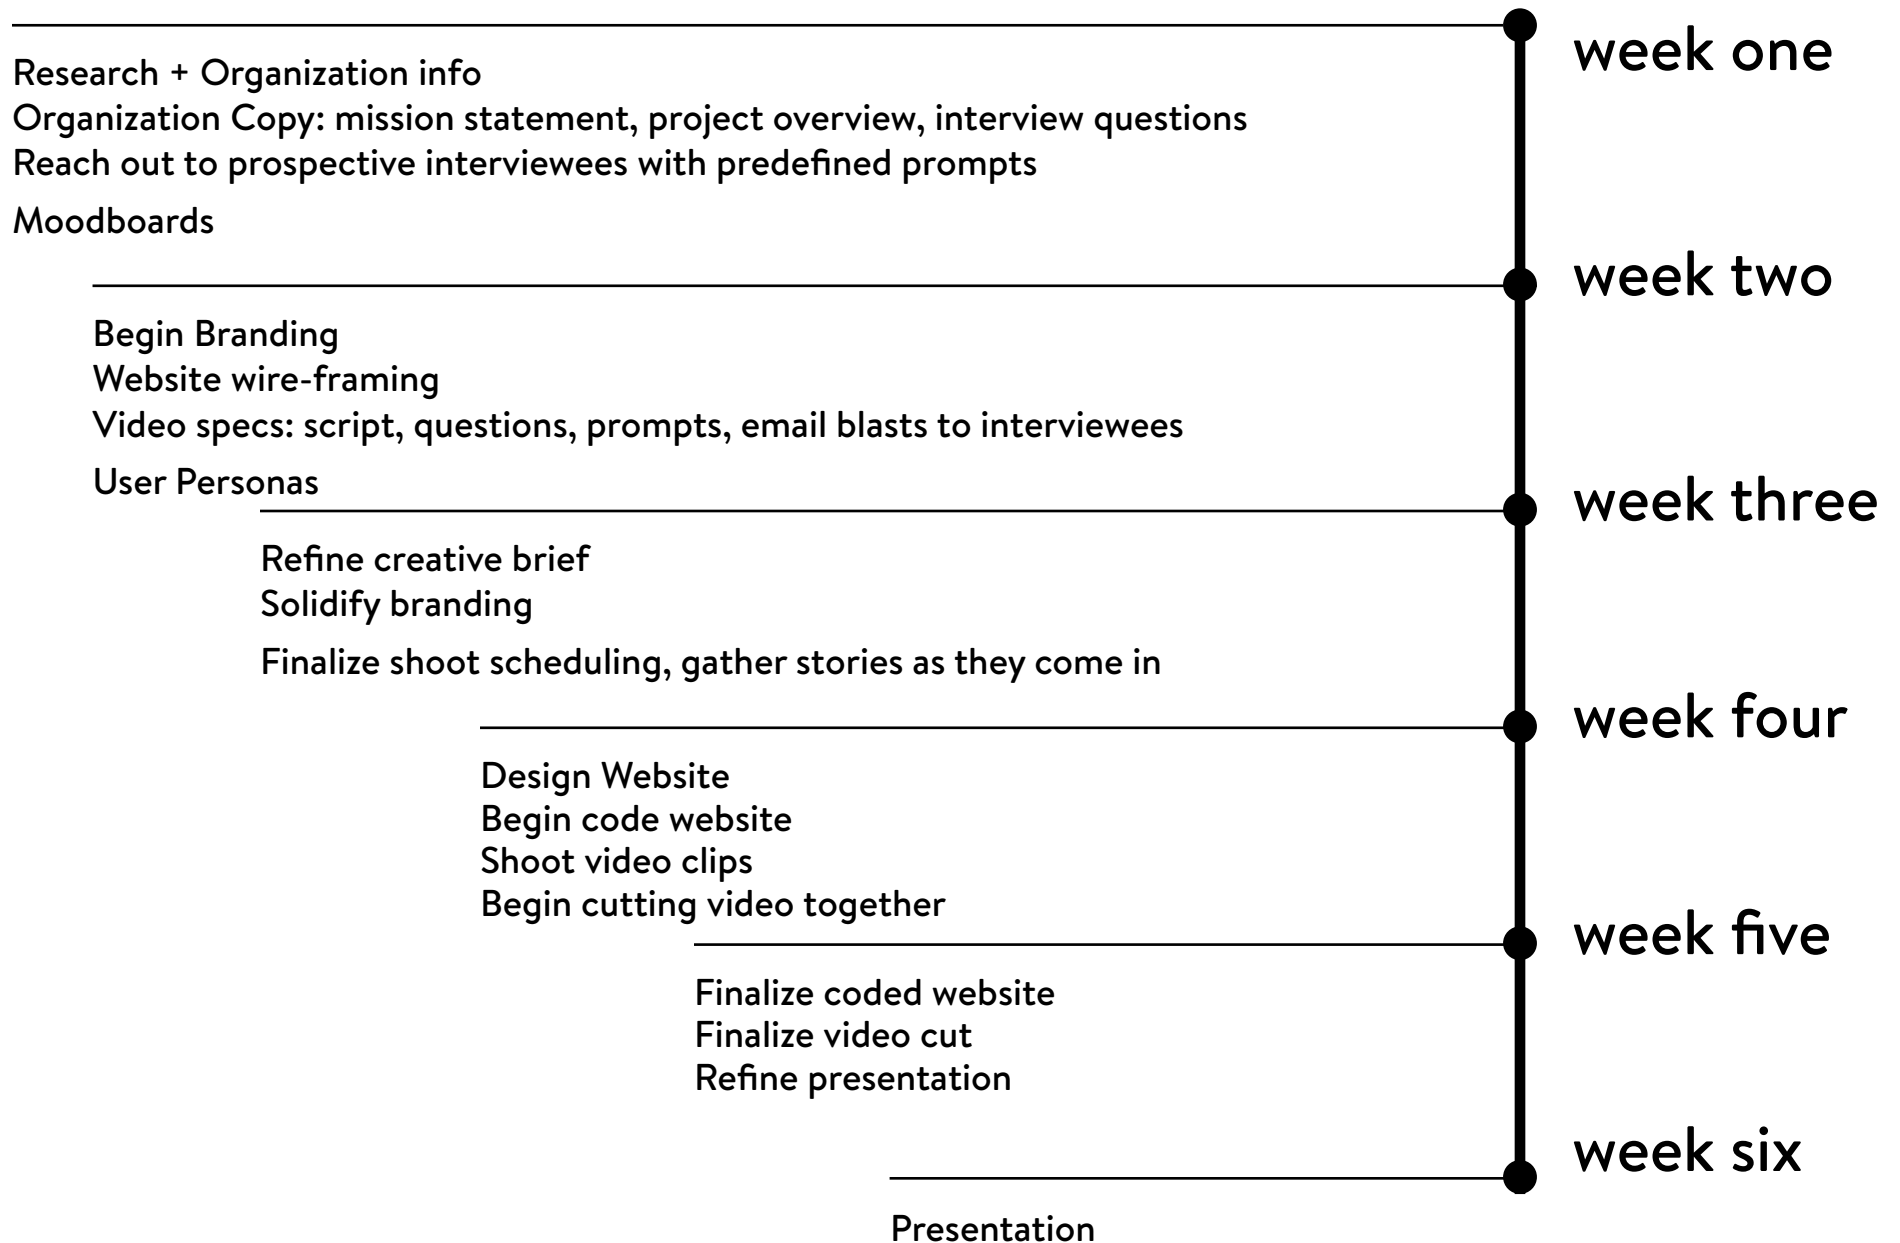 week one
Research + Organization info
Organization Copy: mission statement, project overview, interview questions
Reach out to prospective interviewees with predefined prompts
Moodboards
week two
Begin Branding
Website wire-framing
Video specs: script, questions, prompts, email blasts to interviewees
User Personas
week three
Refine creative brief
Solidify branding
Finalize shoot scheduling, gather stories as they come in
week four
Design Website
Begin code website
Shoot video clips
Begin cutting video together
week five
Finalize coded website
Finalize video cut
Refine presentation
week six
Presentation